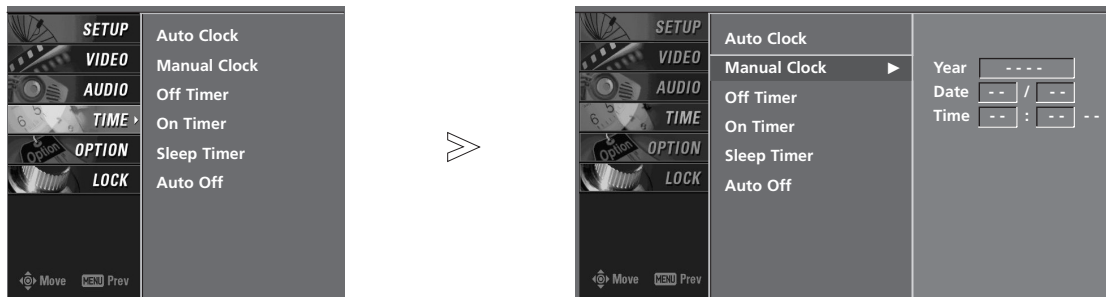 SETUP
VIDEO
AUDIO
TIME
OPTION
LOCK
Move MENU Prev
Auto Clock
Manual Clock
Off Timer
On Timer
Sleep Timer
Auto Off
SETUP
VIDEO
AUDIO
TIME
OPTION
LOCK
Move MENU Prev
Auto Clock
Manual Clock ▶
Off Timer
On Timer
Sleep Timer
Auto Off
Year - - - -
Date - - / - -
Time - - : - - - -